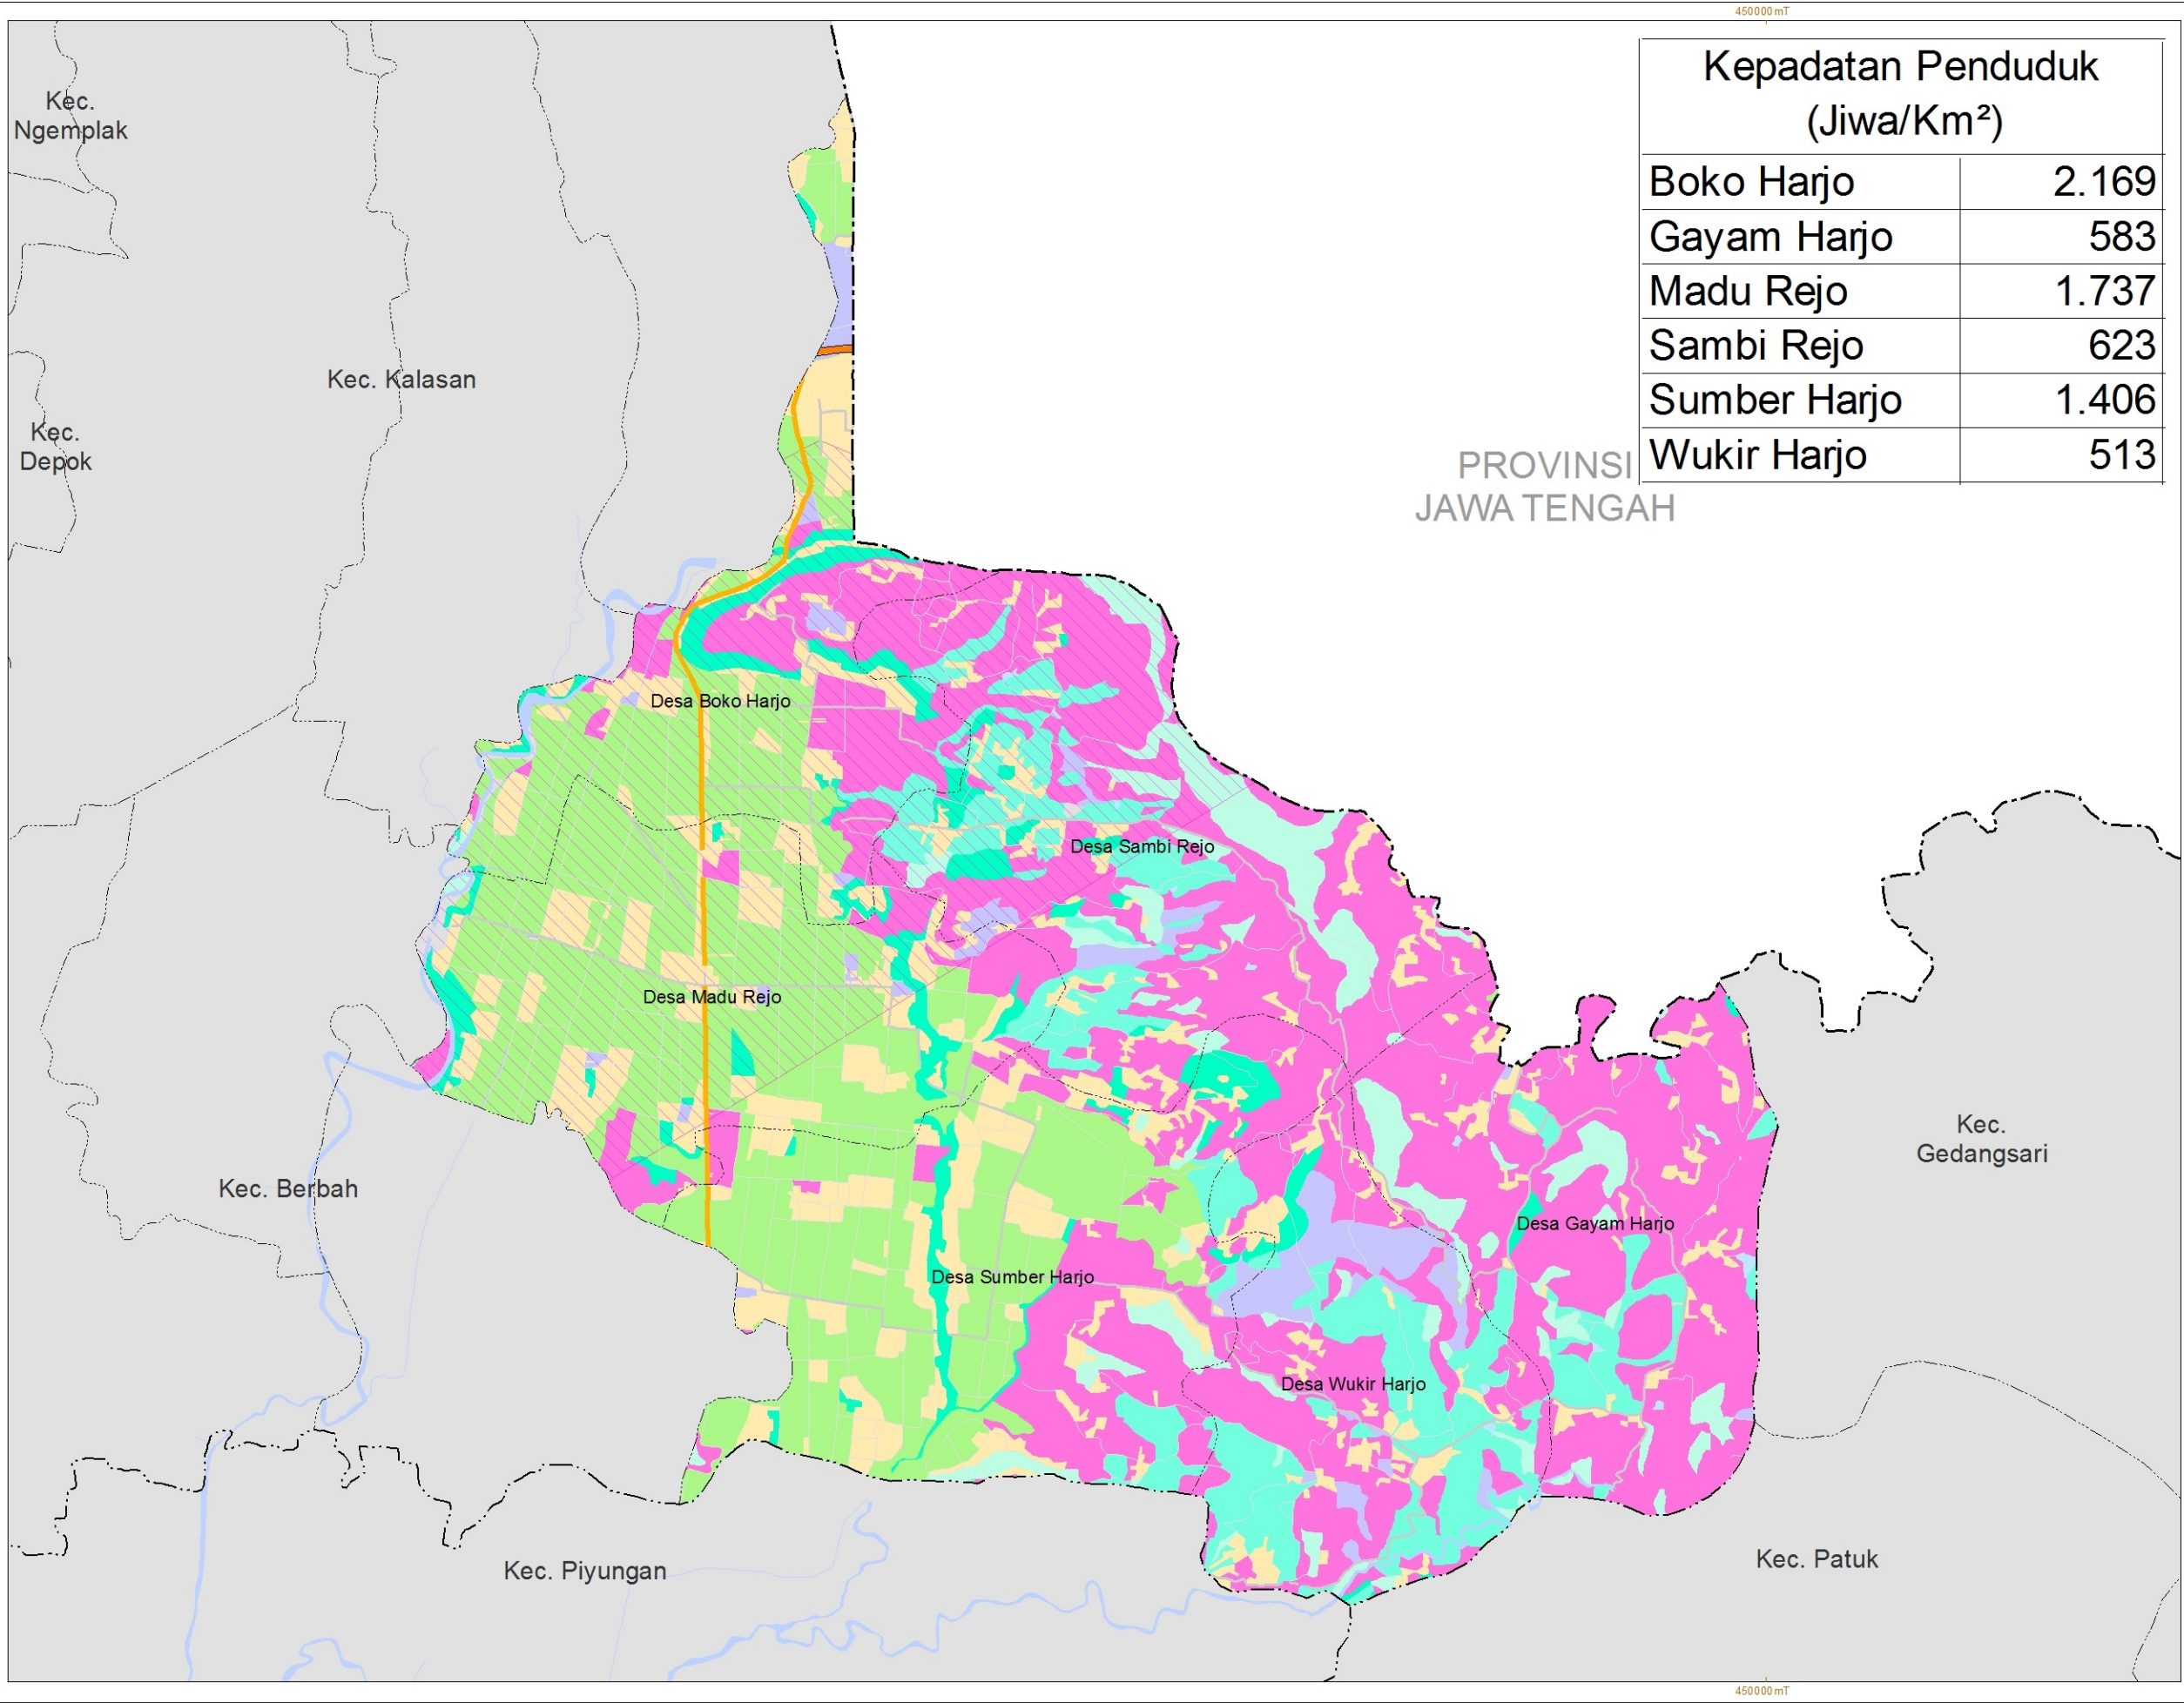 450000mT
Kepadatan Penduduk
(Jiwa/Km²)
Boko Harjo 2.169
Gayam Harjo 583
Madu Rejo 1.737
Sambi Rejo 623
Sumber Harjo 1.406
Wukir Harjo 513
Kec.
Ngemplak
Kec. Kalasan
Kec.
Depok
PROVINSI
JAWA TENGAH
Desa Boko Harjo
Desa Sambi Rejo
Desa Madu Rejo
Kec.
Gedangsari
Kec. Berbah
Desa Gayam Harjo
Desa Sumber Harjo
Desa Wukir Harjo
Kec. Piyungan
Kec. Patuk
450000mT